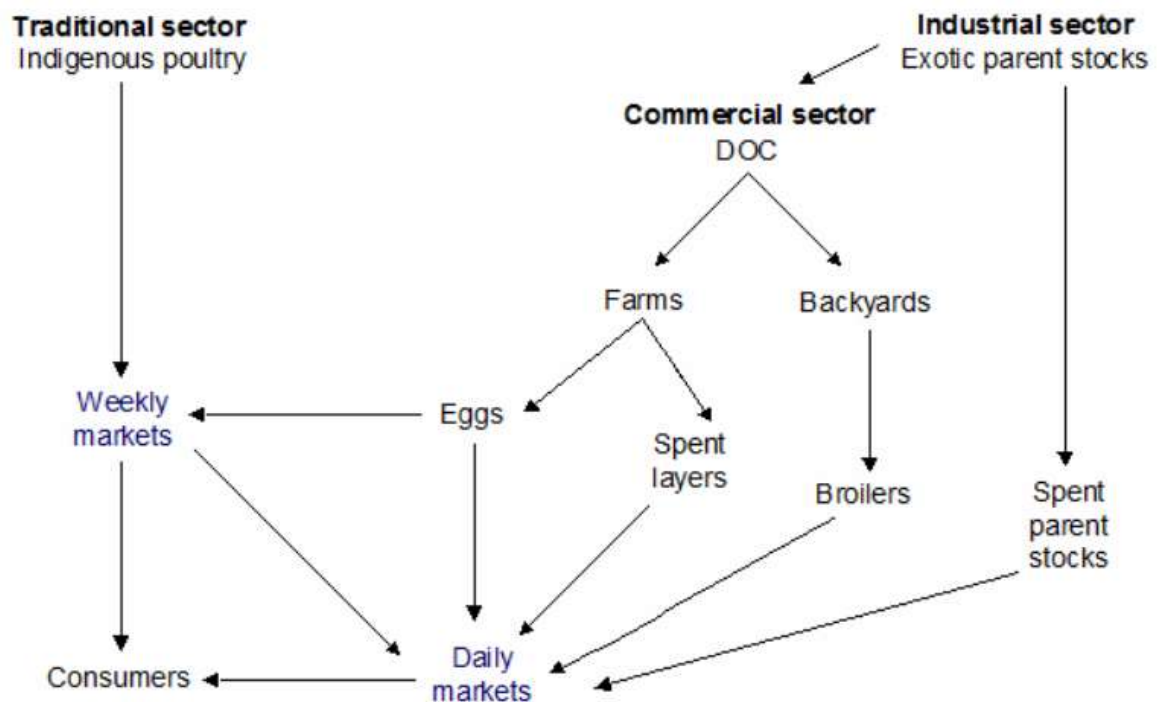 Traditional sector
Indigenous poultry
Industrial sector
Exotic parent stocks
Commercial sector
DOC
Farms
Backyards
Weekly
markets
Eggs
Spent
layers
Broilers
Spent
parent
stocks
Consumers
Daily
markets